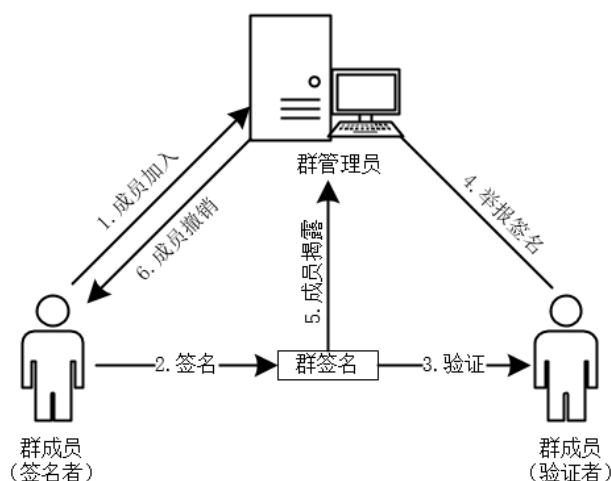 群管理员
1.成员加入
6.成员撤销
5.成员揭露
4.举报签名
2.签名
群签名
3.验证
群成员
(签名者)
群成员
(验证者)